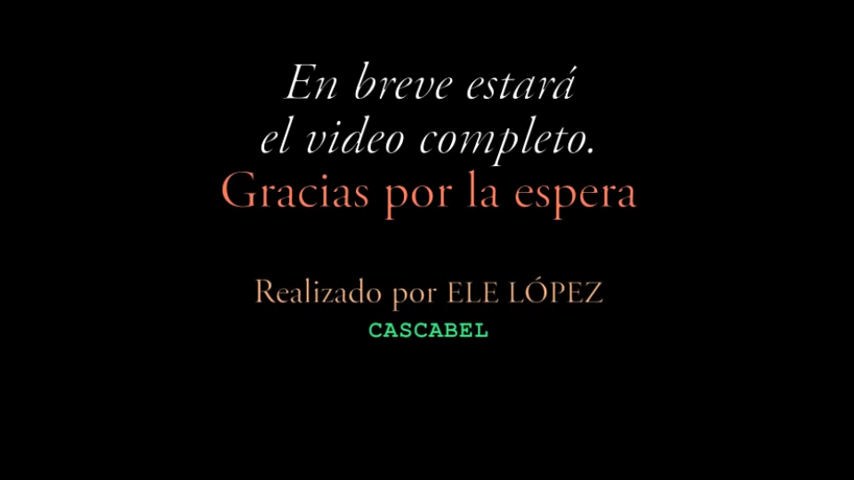 En breve estará
el video completo.
Gracias por la espera
Realizado por ELE LÓPEZ
CASCABEL